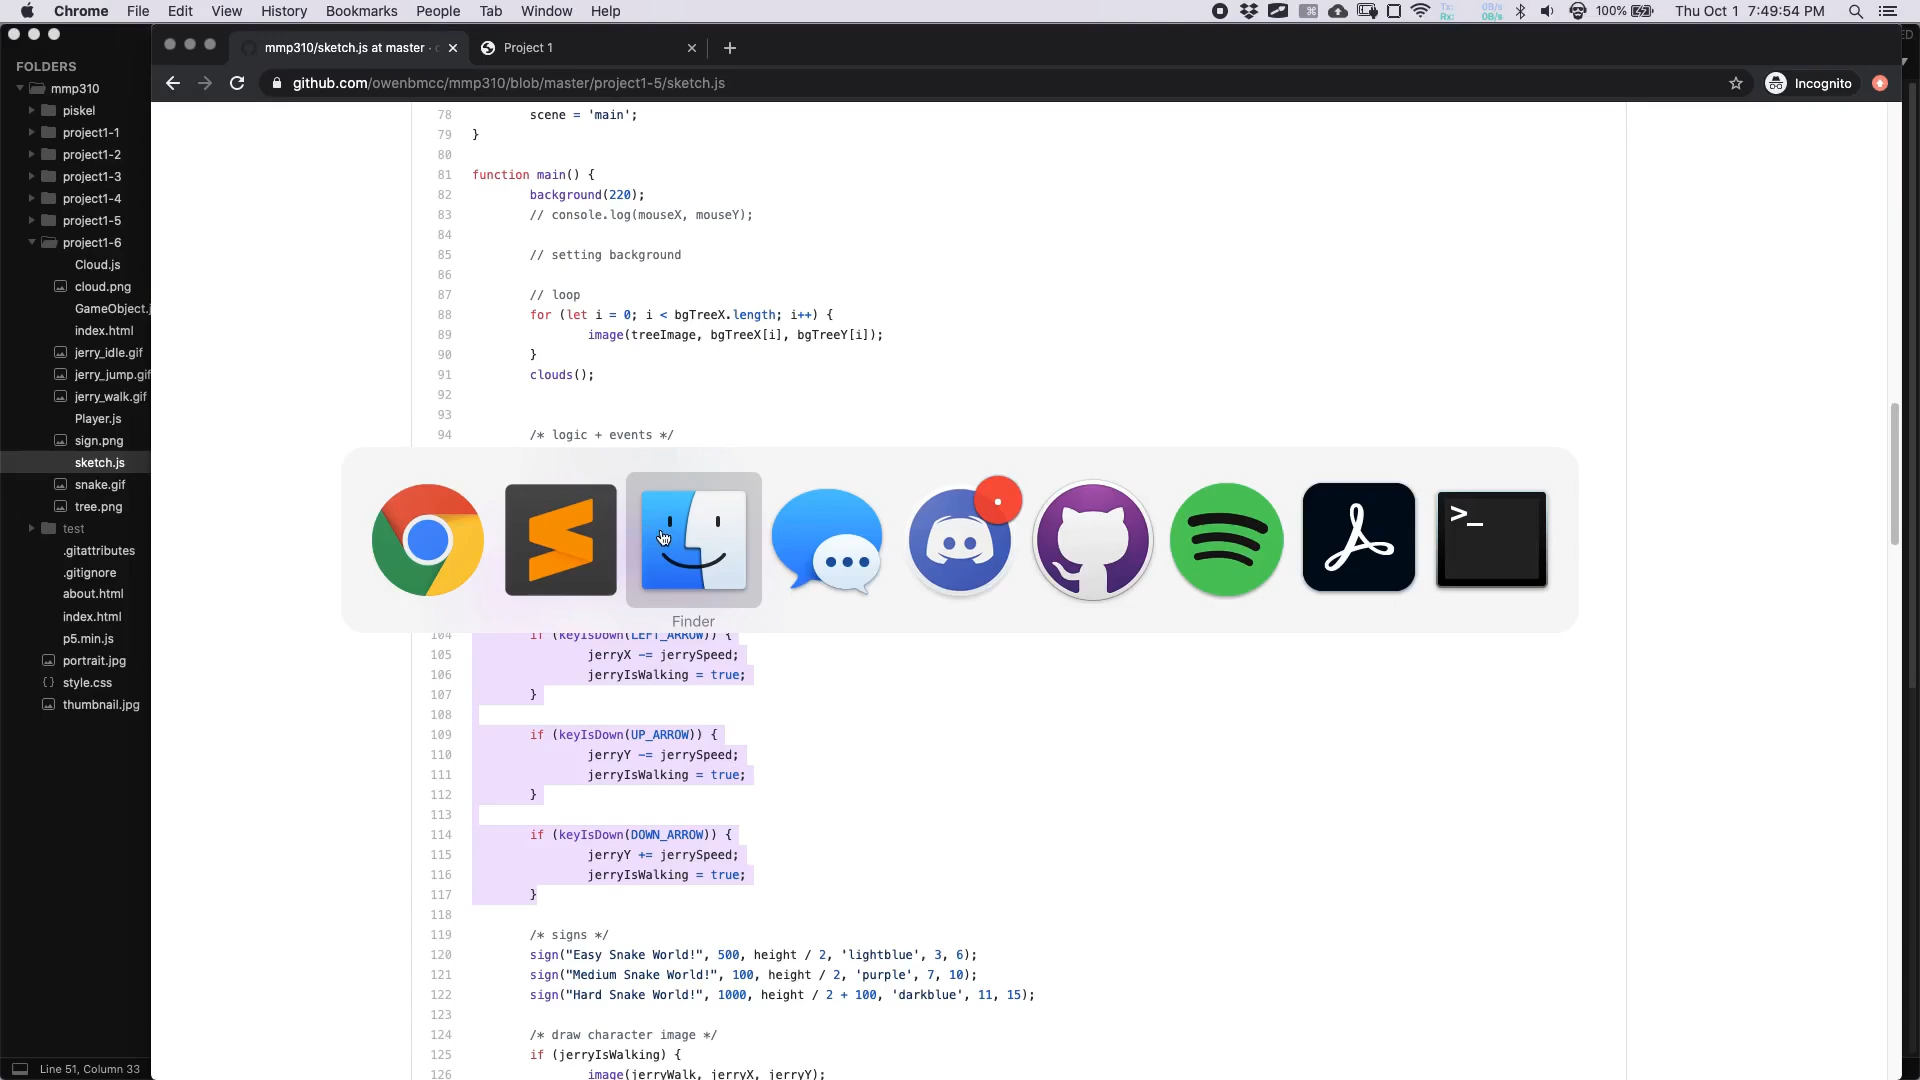 Chrome File Edit View History Bookmarks People Tab Window Help
Tx: 0B/s
Rx: 0B/s
100% Thu Oct 1 7:49:54 PM
mmp310/sketch.js at master · Project 1
github.com/owenbmcc/mmp310/blob/master/project1-5/sketch.js
Incognito
FOLDERS
mmp310
piskel
project1-1
project1-2
project1-3
project1-4
project1-5
project1-6
Cloud.js
cloud.png
GameObject.j
index.html
jerry_idle.gif
jerry_jump.gif
jerry_walk.gif
Player.js
sign.png
sketch.js
snake.gif
tree.png
test
.gitattributes
.gitignore
about.html
index.html
p5.min.js
portrait.jpg
{} style.css
thumbnail.jpg
Line 51, Column 33
78 scene = 'main';
79 }
80
81 function main() {
82 background(220);
83 // console.log(mouseX, mouseY);
84
85 // setting background
86
87 // loop
88 for (let i = 0; i < bgTreeX.length; i++) {
89 image(treeImage, bgTreeX[i], bgTreeY[i]);
90 }
91 clouds();
92
93
94 /* logic + events */
>_
Finder
104 if (keyIsDown(LEFT_ARROW)) {
105 jerryX -= jerrySpeed;
106 jerryIsWalking = true;
107 }
108
109 if (keyIsDown(UP_ARROW)) {
110 jerryY -= jerrySpeed;
111 jerryIsWalking = true;
112 }
113
114 if (keyIsDown(DOWN_ARROW)) {
115 jerryY += jerrySpeed;
116 jerryIsWalking = true;
117 }
118
119 /* signs */
120 sign("Easy Snake World!", 500, height / 2, 'lightblue', 3, 6);
121 sign("Medium Snake World!", 100, height / 2, 'purple', 7, 10);
122 sign("Hard Snake World!", 1000, height / 2 + 100, 'darkblue', 11, 15);
123
124 /* draw character image */
125 if (jerryIsWalking) {
126 image(jerryWalk, jerryX, jerryY);